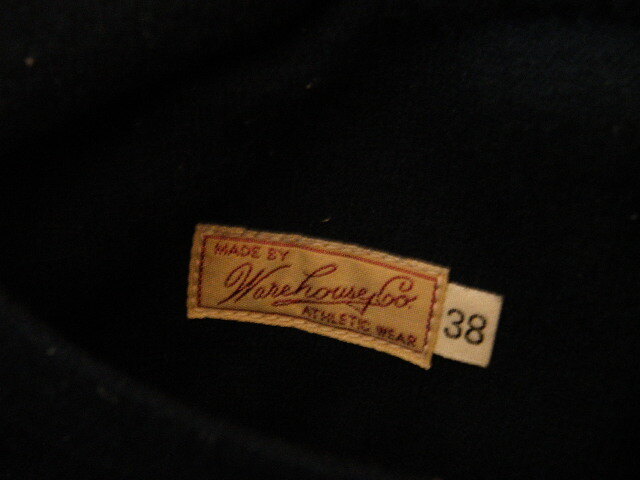 MADE BY
Warehouse & Co.
ATHLETIC WEAR
38